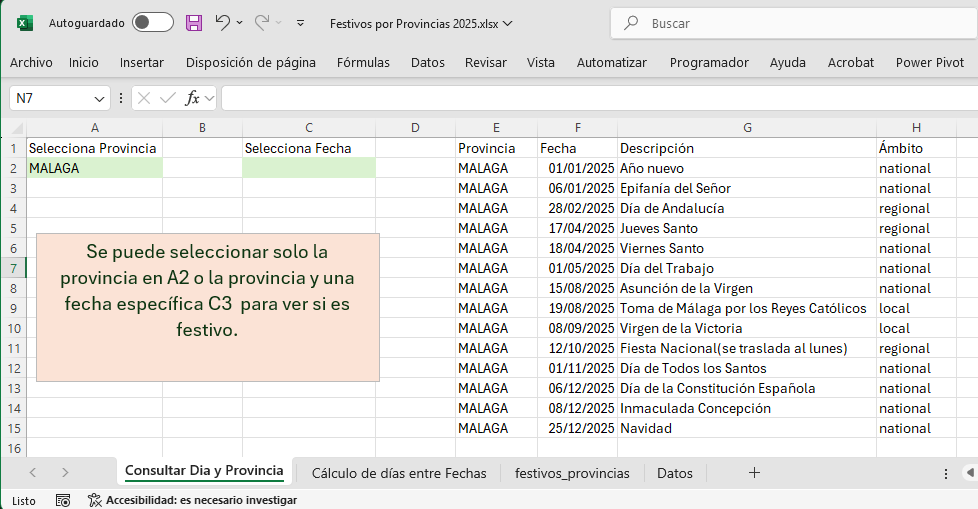 Autoguardado
Festivos por Provincias 2025.xlsx
Buscar
Archivo Inicio Insertar Disposición de página Fórmulas Datos Revisar Vista Automatizar Programador Ayuda Acrobat Power Pivot
N7 fx
A B C D E F G H
1 Selecciona Provincia Selecciona Fecha Provincia Fecha Descripción Ámbito
2 MALAGA MALAGA 01/01/2025 Año nuevo national
3 MALAGA 06/01/2025 Epifanía del Señor national
4 MALAGA 28/02/2025 Día de Andalucía regional
5 MALAGA 17/04/2025 Jueves Santo regional
6 MALAGA 18/04/2025 Viernes Santo national
7 MALAGA 01/05/2025 Día del Trabajo national
8 MALAGA 15/08/2025 Asunción de la Virgen national
9 MALAGA 19/08/2025 Toma de Málaga por los Reyes Católicos local
10 MALAGA 08/09/2025 Virgen de la Victoria local
11 MALAGA 12/10/2025 Fiesta Nacional(se traslada al lunes) regional
12 MALAGA 01/11/2025 Día de Todos los Santos national
13 MALAGA 06/12/2025 Día de la Constitución Española national
14 MALAGA 08/12/2025 Inmaculada Concepción national
15 MALAGA 25/12/2025 Navidad national
16
Se puede seleccionar solo la
provincia en A2 o la provincia y una
fecha específica C3 para ver si es
festivo.
Consultar Dia y Provincia Cálculo de días entre Fechas festivos_provincias Datos
Listo Accesibilidad: es necesario investigar